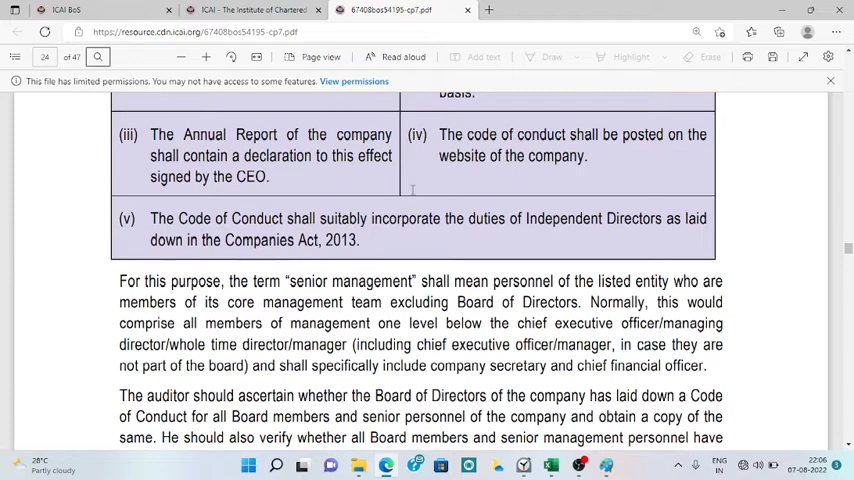 ICAI BoS
ICAI - The Institute of Chartered
67408bos54195-cp7.pdf
https://resource.cdn.icai.org/67408bos54195-cp7.pdf
24 of 47
Page view
Read aloud
Add text
Draw
Highlight
Erase
This file has limited permissions. You may not have access to some features. View permissions
basis.
(iii) The Annual Report of the company
shall contain a declaration to this effect
signed by the CEO.
(iv) The code of conduct shall be posted on the
website of the company.
(v) The Code of Conduct shall suitably incorporate the duties of Independent Directors as laid
down in the Companies Act, 2013.
For this purpose, the term “senior management” shall mean personnel of the listed entity who are
members of its core management team excluding Board of Directors. Normally, this would
comprise all members of management one level below the chief executive officer/managing
director/whole time director/manager (including chief executive officer/manager, in case they are
not part of the board) and shall specifically include company secretary and chief financial officer.
The auditor should ascertain whether the Board of Directors of the company has laid down a Code
of Conduct for all Board members and senior personnel of the company and obtain a copy of the
same. He should also verify whether all Board members and senior management personnel have
28°C
Partly cloudy
ENG
IN
22:06
07-08-2022